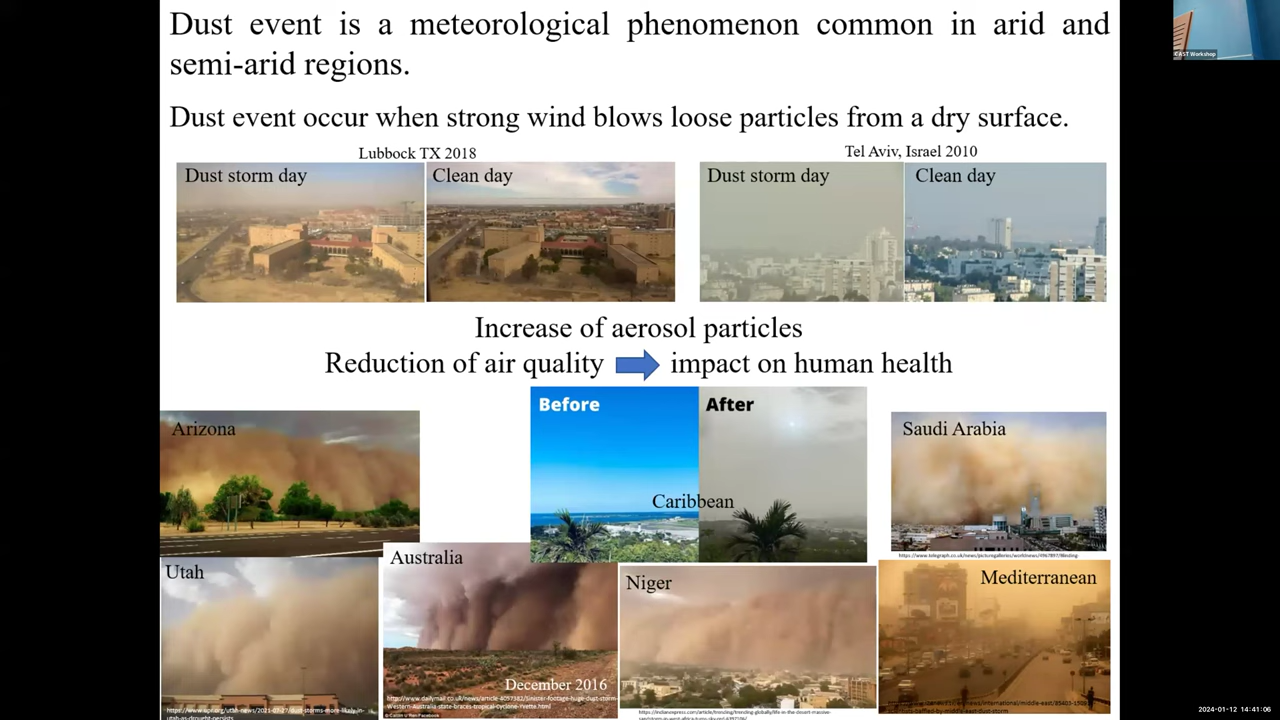 Dust event is a meteorological phenomenon common in arid and
semi-arid regions.
Dust event occur when strong wind blows loose particles from a dry surface.
Lubbock TX 2018
Tel Aviv, Israel 2010
Dust storm day
Clean day
Dust storm day
Clean day
Increase of aerosol particles
Reduction of air quality
impact on human health
Before
After
Caribbean
Arizona
Saudi Arabia
Utah
Australia
December 2016
Niger
Mediterranean
Workshop
2024-01-12 14:41:06